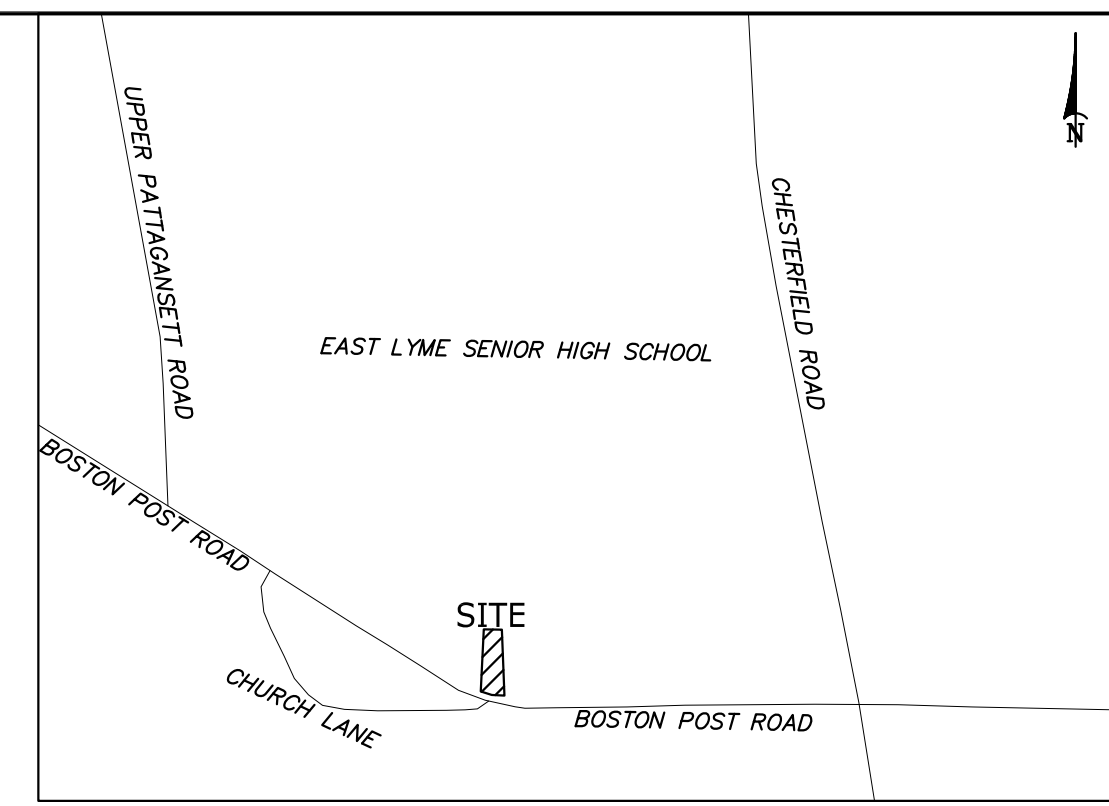 N
UPPER PATTAGANSETT ROAD
CHESTERFIELD ROAD
EAST LYME SENIOR HIGH SCHOOL
BOSTON POST ROAD
SITE
CHURCH LANE
BOSTON POST ROAD